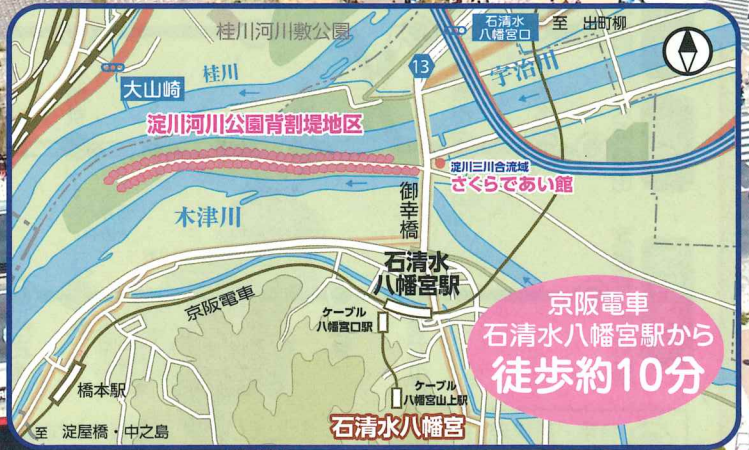 桂川河川敷公園
石清水
八幡宮口
至 出町柳
13
桂川
大山崎
宇治川
淀川河川公園背割堤地区
淀川三川合流域
さくらであい館
御幸橋
木津川
石清水
八幡宮駅
京阪電車
ケーブル
八幡宮口駅
京阪電車
石清水八幡宮駅から
徒歩約10分
橋本駅
ケーブル
八幡宮山上駅
石清水八幡宮
至 淀屋橋・中之島